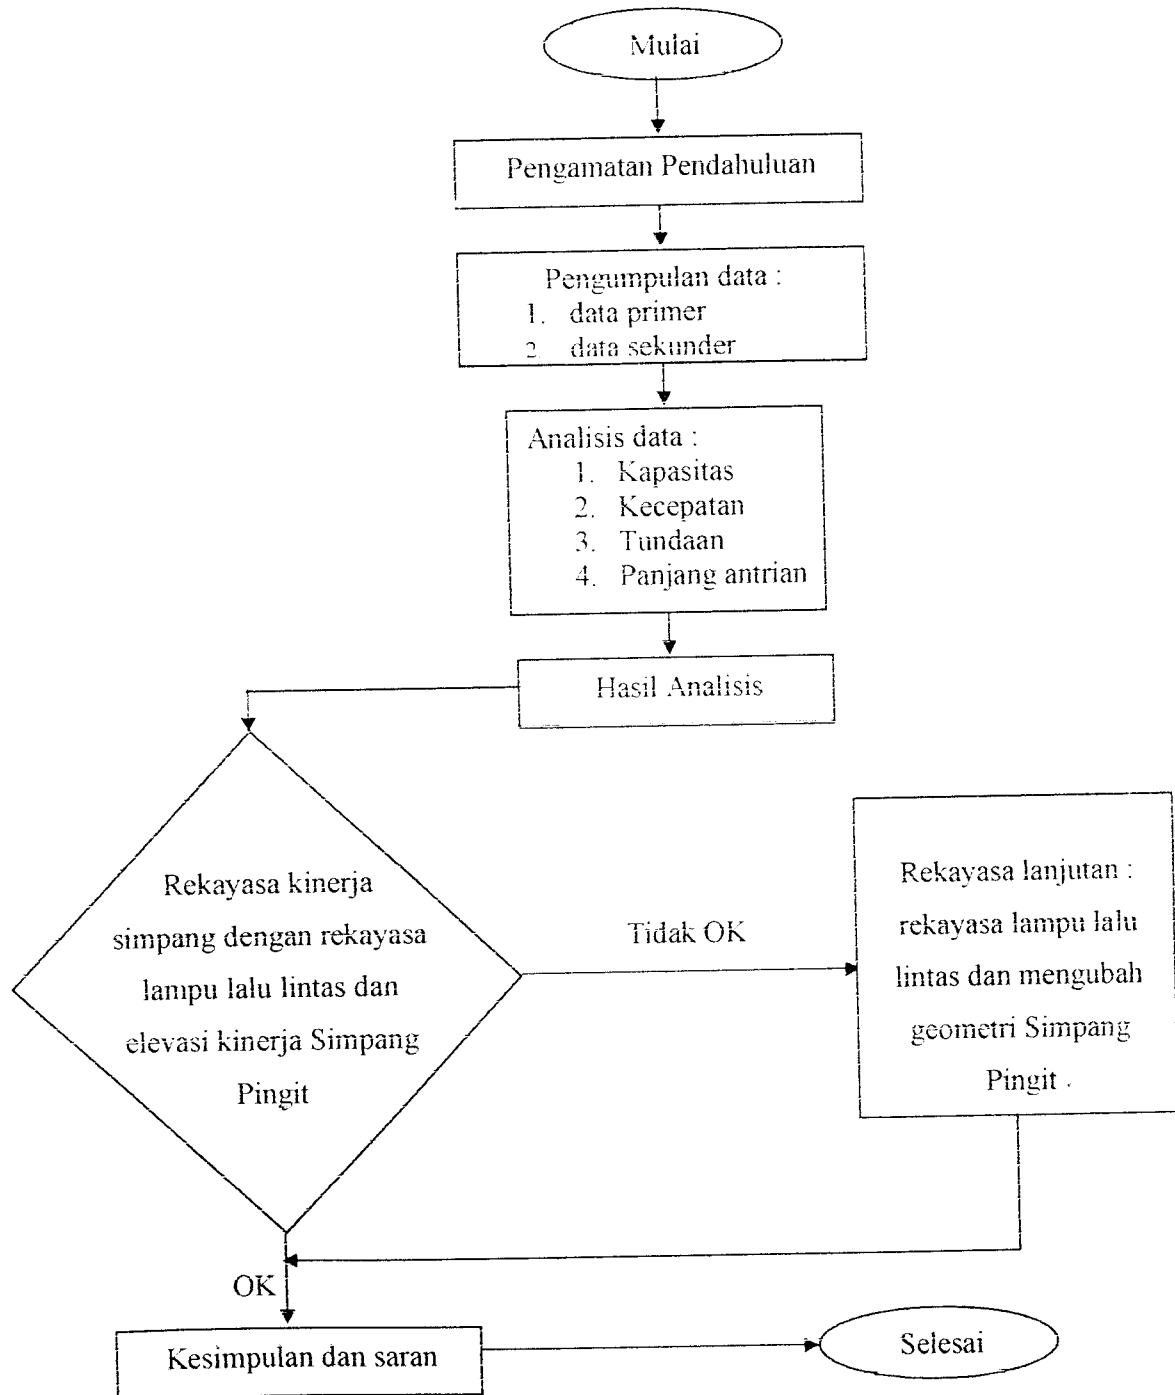 Mulai
Pengamatan Pendahuluan
Pengumpulan data :
1. data primer
2. data sekunder
Analisis data :
1. Kapasitas
2. Kecepatan
3. Tundaan
4. Panjang antrian
Hasil Analisis
Rekayasa kinerja
simpang dengan rekayasa
lampu lalu lintas dan
elevasi kinerja Simpang
Pingit
Tidak OK
Rekayasa lanjutan :
rekayasa lampu lalu
lintas dan mengubah
geometri Simpang
Pingit .
OK
Kesimpulan dan saran
Selesai